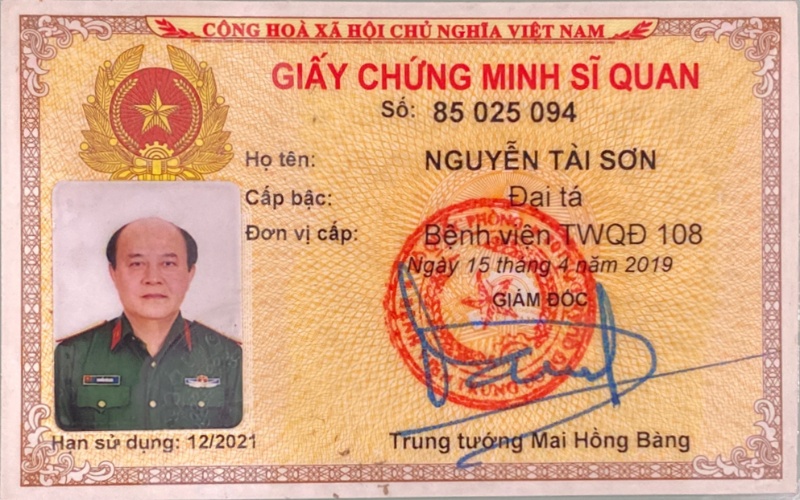 CỘNG HOÀ XÃ HỘI CHỦ NGHĨA VIỆT NAM
GIẤY CHỨNG MINH SĨ QUAN
Số: 85 025 094
Họ tên: NGUYỄN TÀI SƠN
Cấp bậc: Đại tá
Đơn vị cấp: Bệnh viện TWQĐ 108
Ngày 15 tháng 4 năm 2019
GIÁM ĐỐC
Hạn sử dụng: 12/2021
Trung tướng Mai Hồng Bàng